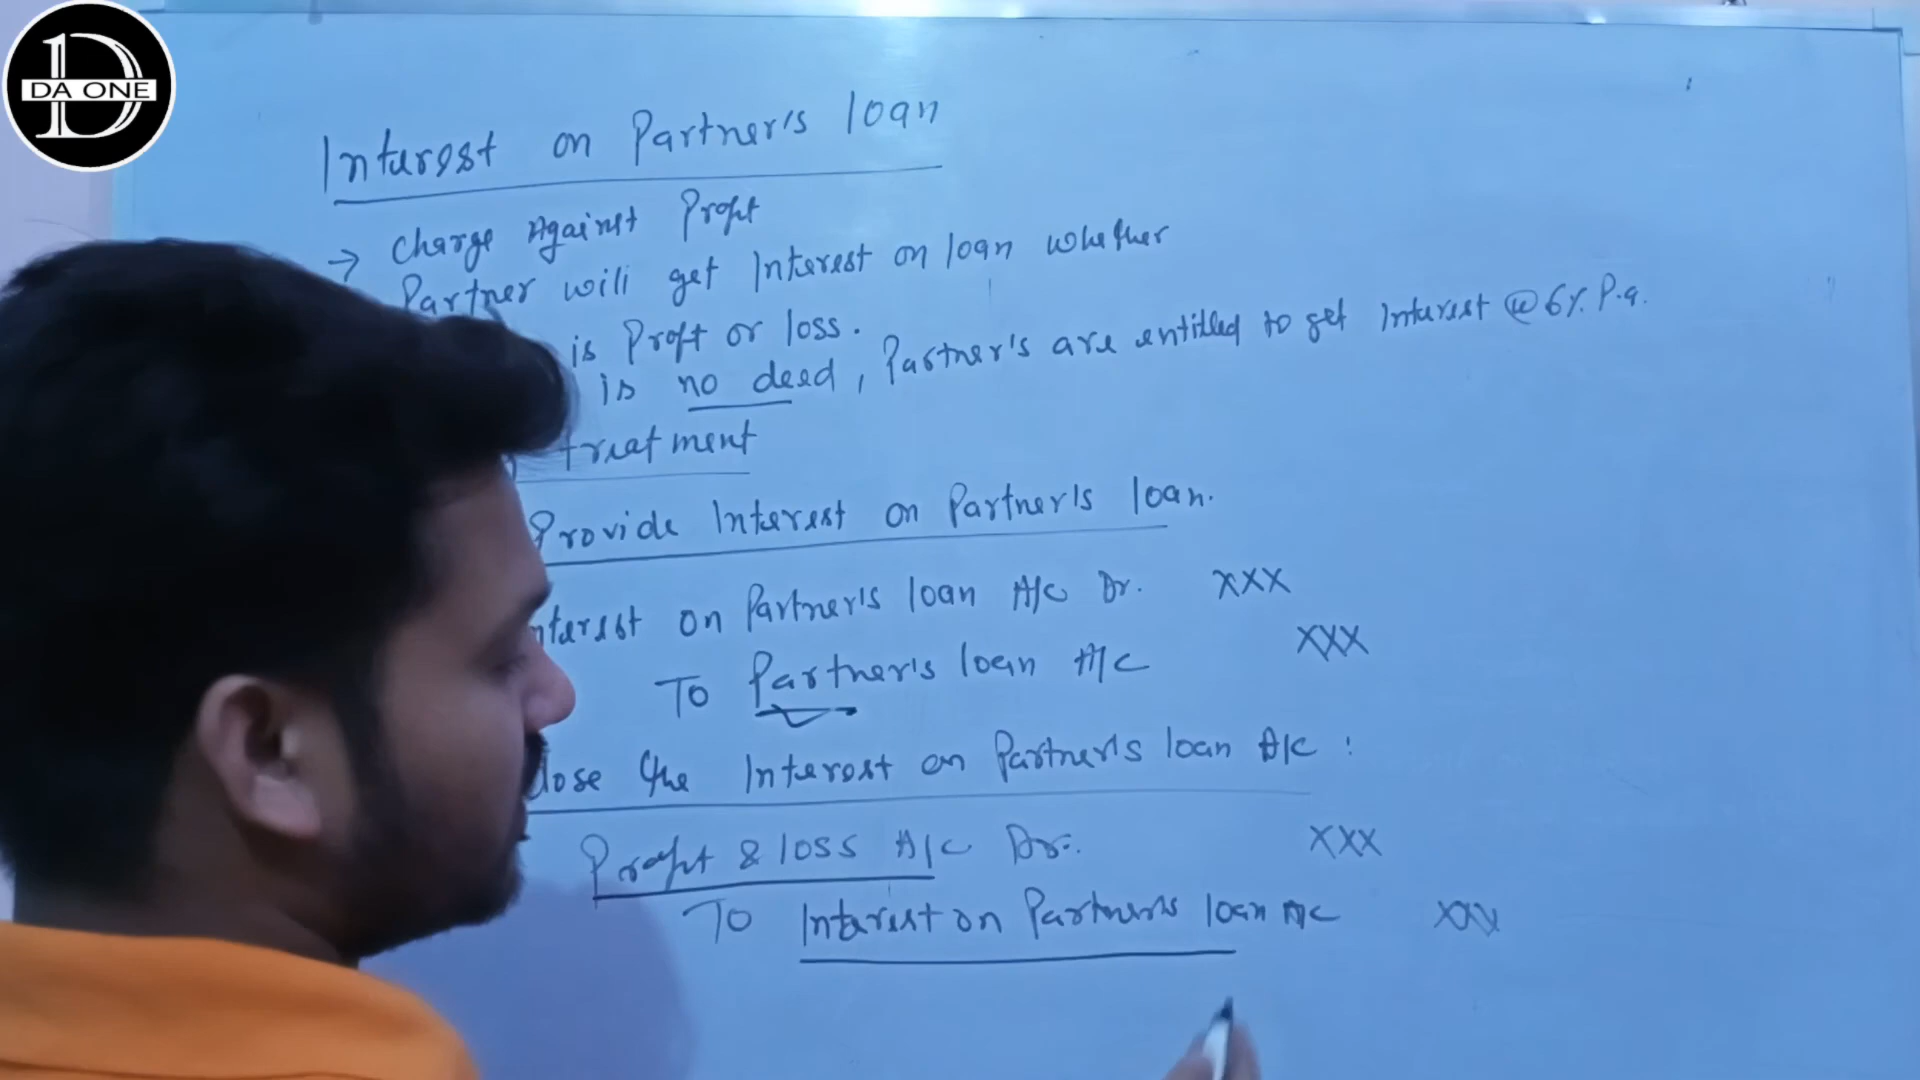 DA ONE
Interest on Partner's loan
→ Charge Against Profit
Partner will get Interest on loan whether
is Profit or loss.
is no deed, Partner's are entitled to get Interest @ 6% P.a.
treatment
Provide Interest on Partner's loan.
nterest on Partner's loan A/C Dr. XXX
To Partner's loan A/C XXX
lose the Interest on Partner's loan A/C :
Profit & loss A/C Dr. XXX
To Interest on Partner's loan A/C XXX